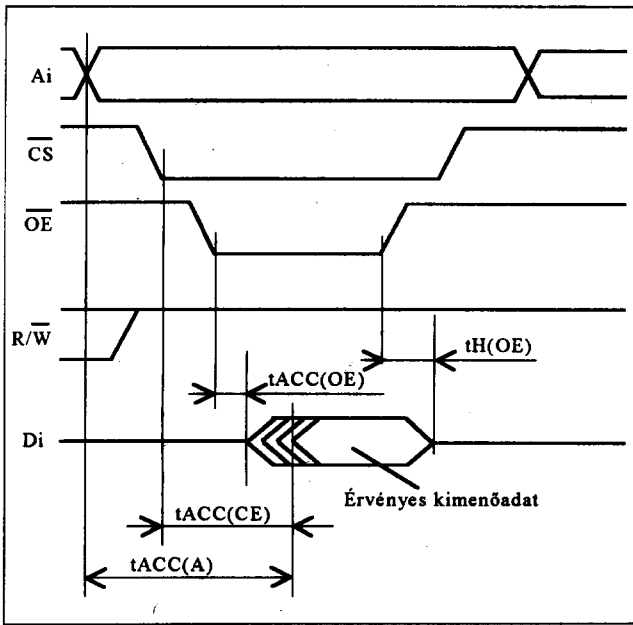 Ai
CS
OE
R/W
tH(OE)
tACC(OE)
Di
Érvényes kimenőadat
tACC(CE)
tACC(A)